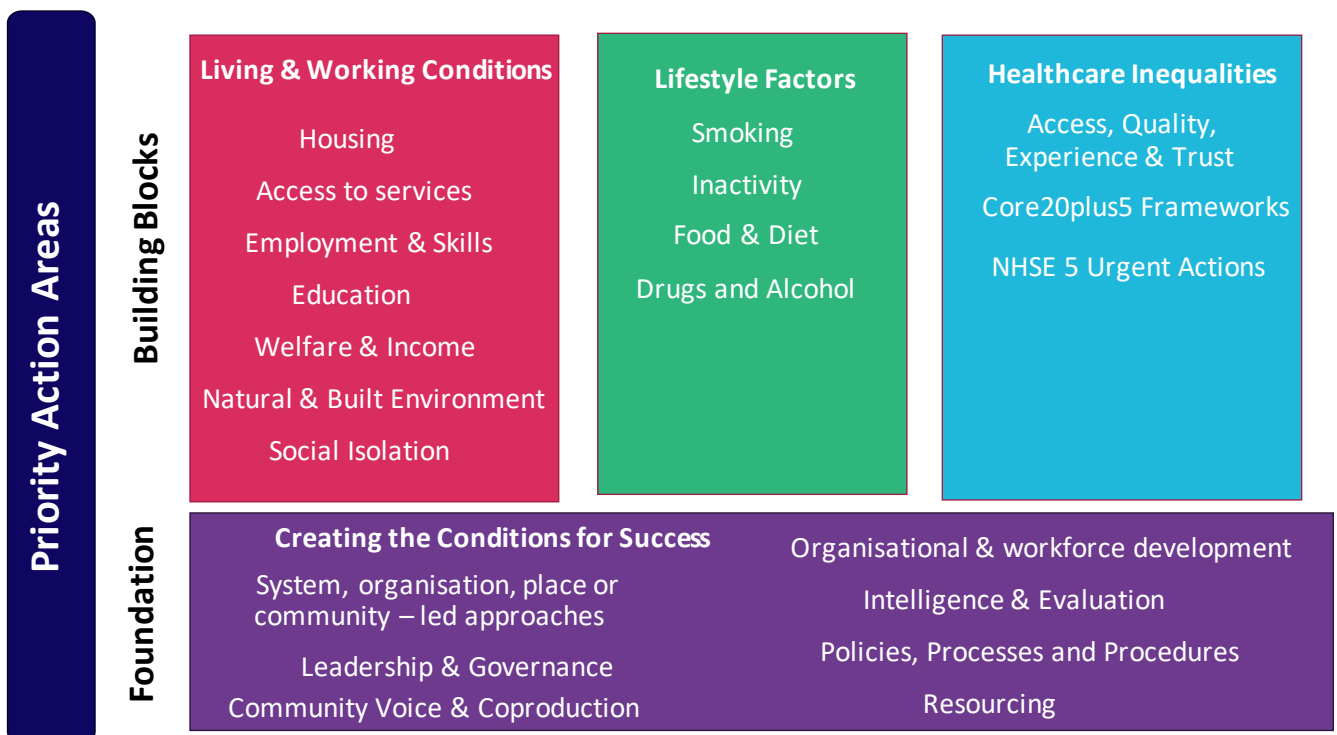 Priority Action Areas
Building Blocks
Living & Working Conditions
Housing
Access to services
Employment & Skills
Education
Welfare & Income
Natural & Built Environment
Social Isolation
Lifestyle Factors
Smoking
Inactivity
Food & Diet
Drugs and Alcohol
Healthcare Inequalities
Access, Quality,
Experience & Trust
Core20plus5 Frameworks
NHSE 5 Urgent Actions
Foundation
Creating the Conditions for Success
System, organisation, place or
community – led approaches
Leadership & Governance
Community Voice & Coproduction
Organisational & workforce development
Intelligence & Evaluation
Policies, Processes and Procedures
Resourcing